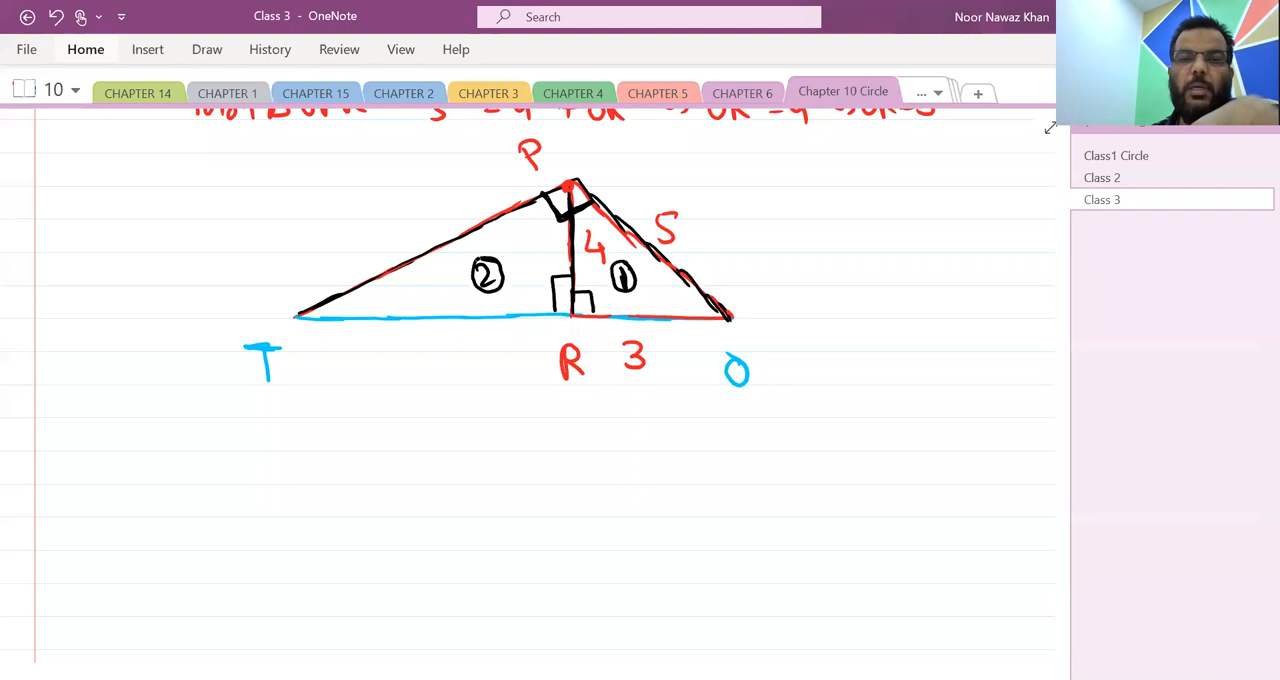 Class 3 - OneNote
Search
Noor Nawaz Khan
File Home Insert Draw History Review View Help
10 CHAPTER 14 CHAPTER 1 CHAPTER 15 CHAPTER 2 CHAPTER 3 CHAPTER 4 CHAPTER 5 CHAPTER 6 Chapter 10 Circle ... +
Class1 Circle
Class 2
Class 3
P
5
4
2 1
T R 3 O